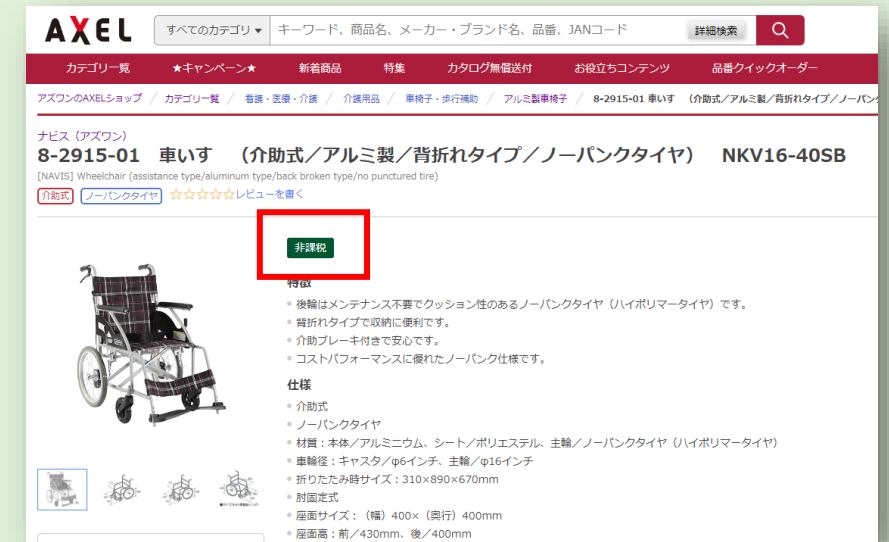 AXEL
すべてのカテゴリ ▼ キーワード、商品名、メーカー・ブランド名、品番、JANコード 詳細検索
カテゴリ一覧 ★キャンペーン★ 新着商品 特集 カタログ無償送付 お役立ちコンテンツ 品番クイックオーダー
アズワンのAXELショップ / カテゴリ一覧 / 看護・医療・介護 / 介護用品 / 車椅子・歩行補助 / アルミ製車椅子 / 8-2915-01 車いす （介助式／アルミ製／背折れタイプ／ノーパンク
ナビス（アズワン）
8-2915-01 車いす （介助式／アルミ製／背折れタイプ／ノーパンクタイヤ） NKV16-40SB
[NAVIS] Wheelchair (assistance type/aluminum type/back broken type/no punctured tire)
介助式 ノーパンクタイヤ ☆☆☆☆☆レビューを書く
非課税
特徴
後輪はメンテナンス不要でクッション性のあるノーパンクタイヤ（ハイポリマータイヤ）です。
背折れタイプで収納に便利です。
介助ブレーキ付きで安心です。
コストパフォーマンスに優れたノーパンク仕様です。
仕様
介助式
ノーパンクタイヤ
材質：本体／アルミニウム、シート／ポリエステル、主輪／ノーパンクタイヤ（ハイポリマータイヤ）
車輪径：キャスタ／φ6インチ、主輪／φ16インチ
折りたたみ時サイズ：310×890×670mm
肘固定式
座面サイズ：（幅）400×（奥行）400mm
座面高：前／430mm、後／400mm